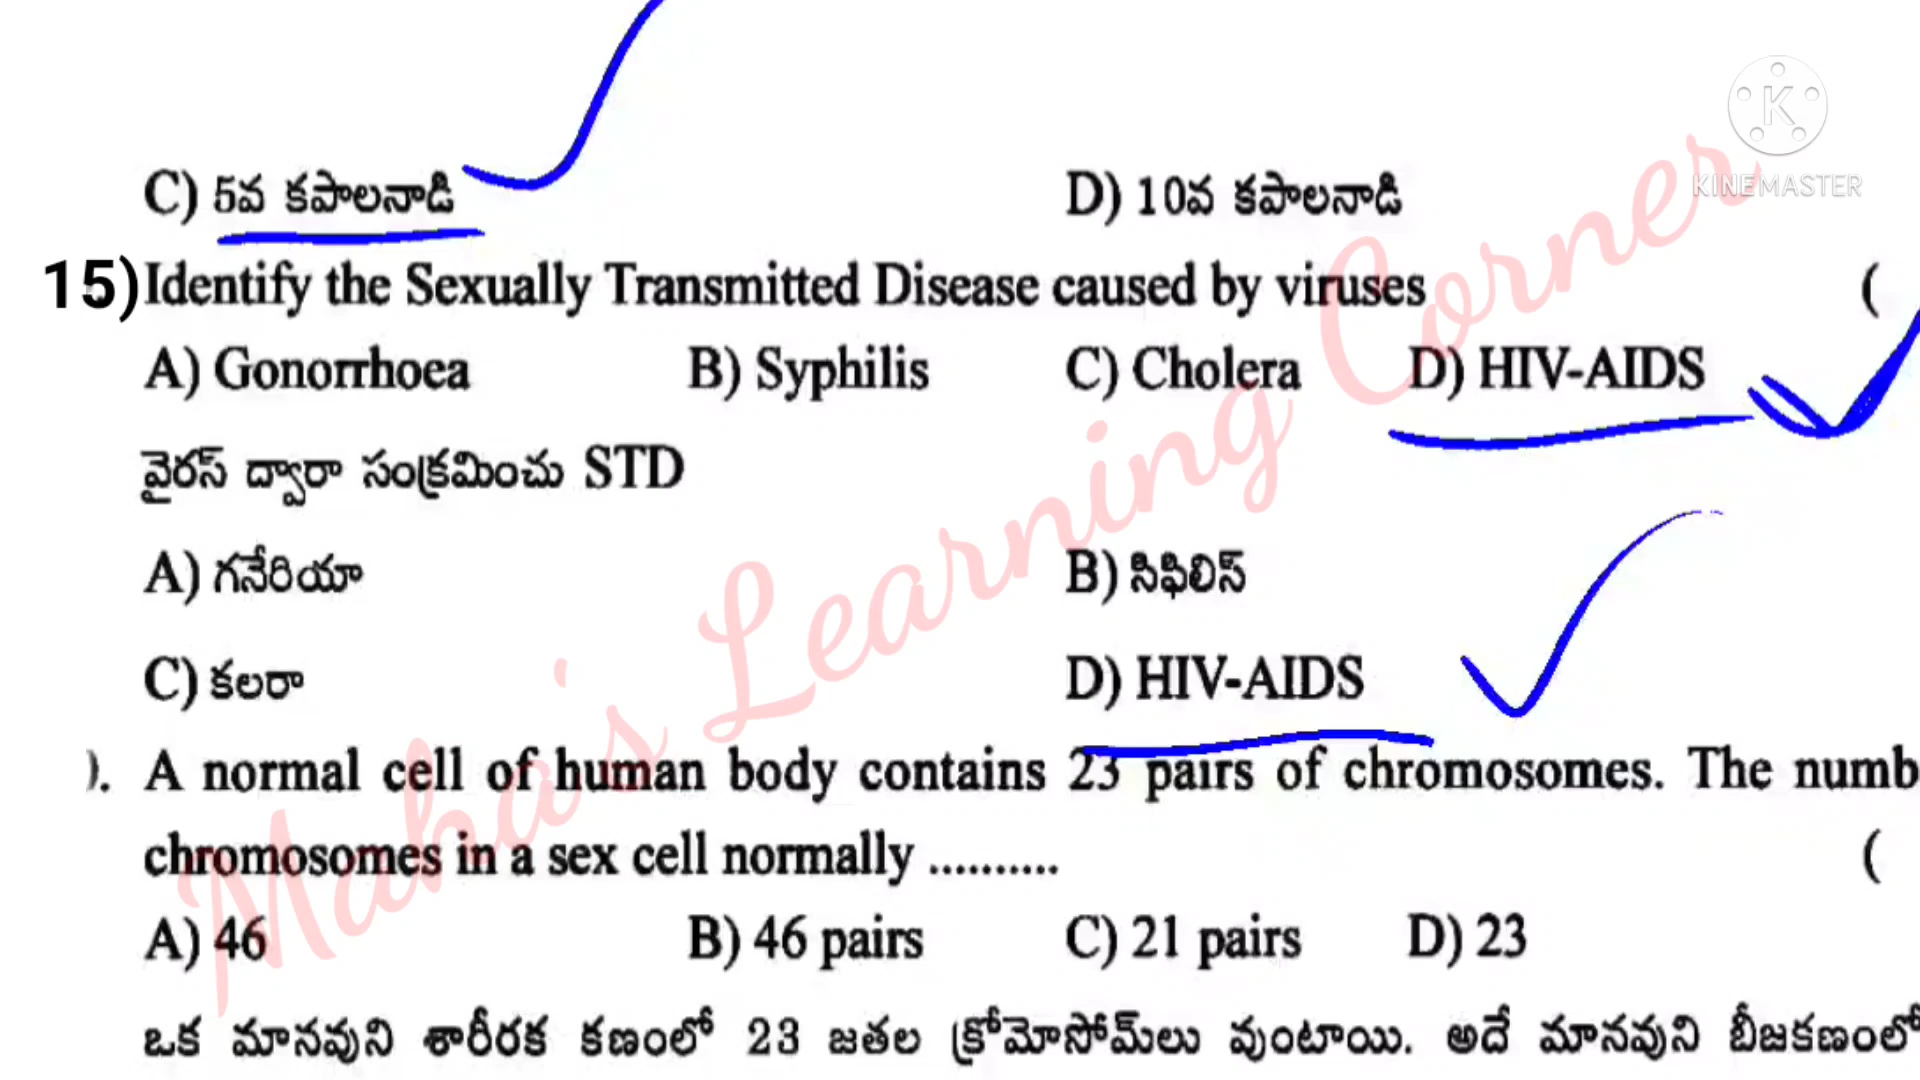 C) 5వ కపాలనాడి D) 10వ కపాలనాడి
KINEMASTER
15) Identify the Sexually Transmitted Disease caused by viruses (
A) Gonorrhoea B) Syphilis C) Cholera D) HIV-AIDS
వైరస్ ద్వారా సంక్రమించు STD
A) గనేరియా B) సిఫిలిస్
C) కలరా D) HIV-AIDS
). A normal cell of human body contains 23 pairs of chromosomes. The numb
chromosomes in a sex cell normally .......... (
A) 46 B) 46 pairs C) 21 pairs D) 23
ఒక మానవుని శారీరక కణంలో 23 జతల క్రోమోసోమ్‌లు వుంటాయి. అదే మానవుని బీజకణంలో
Maha's Learning Corner